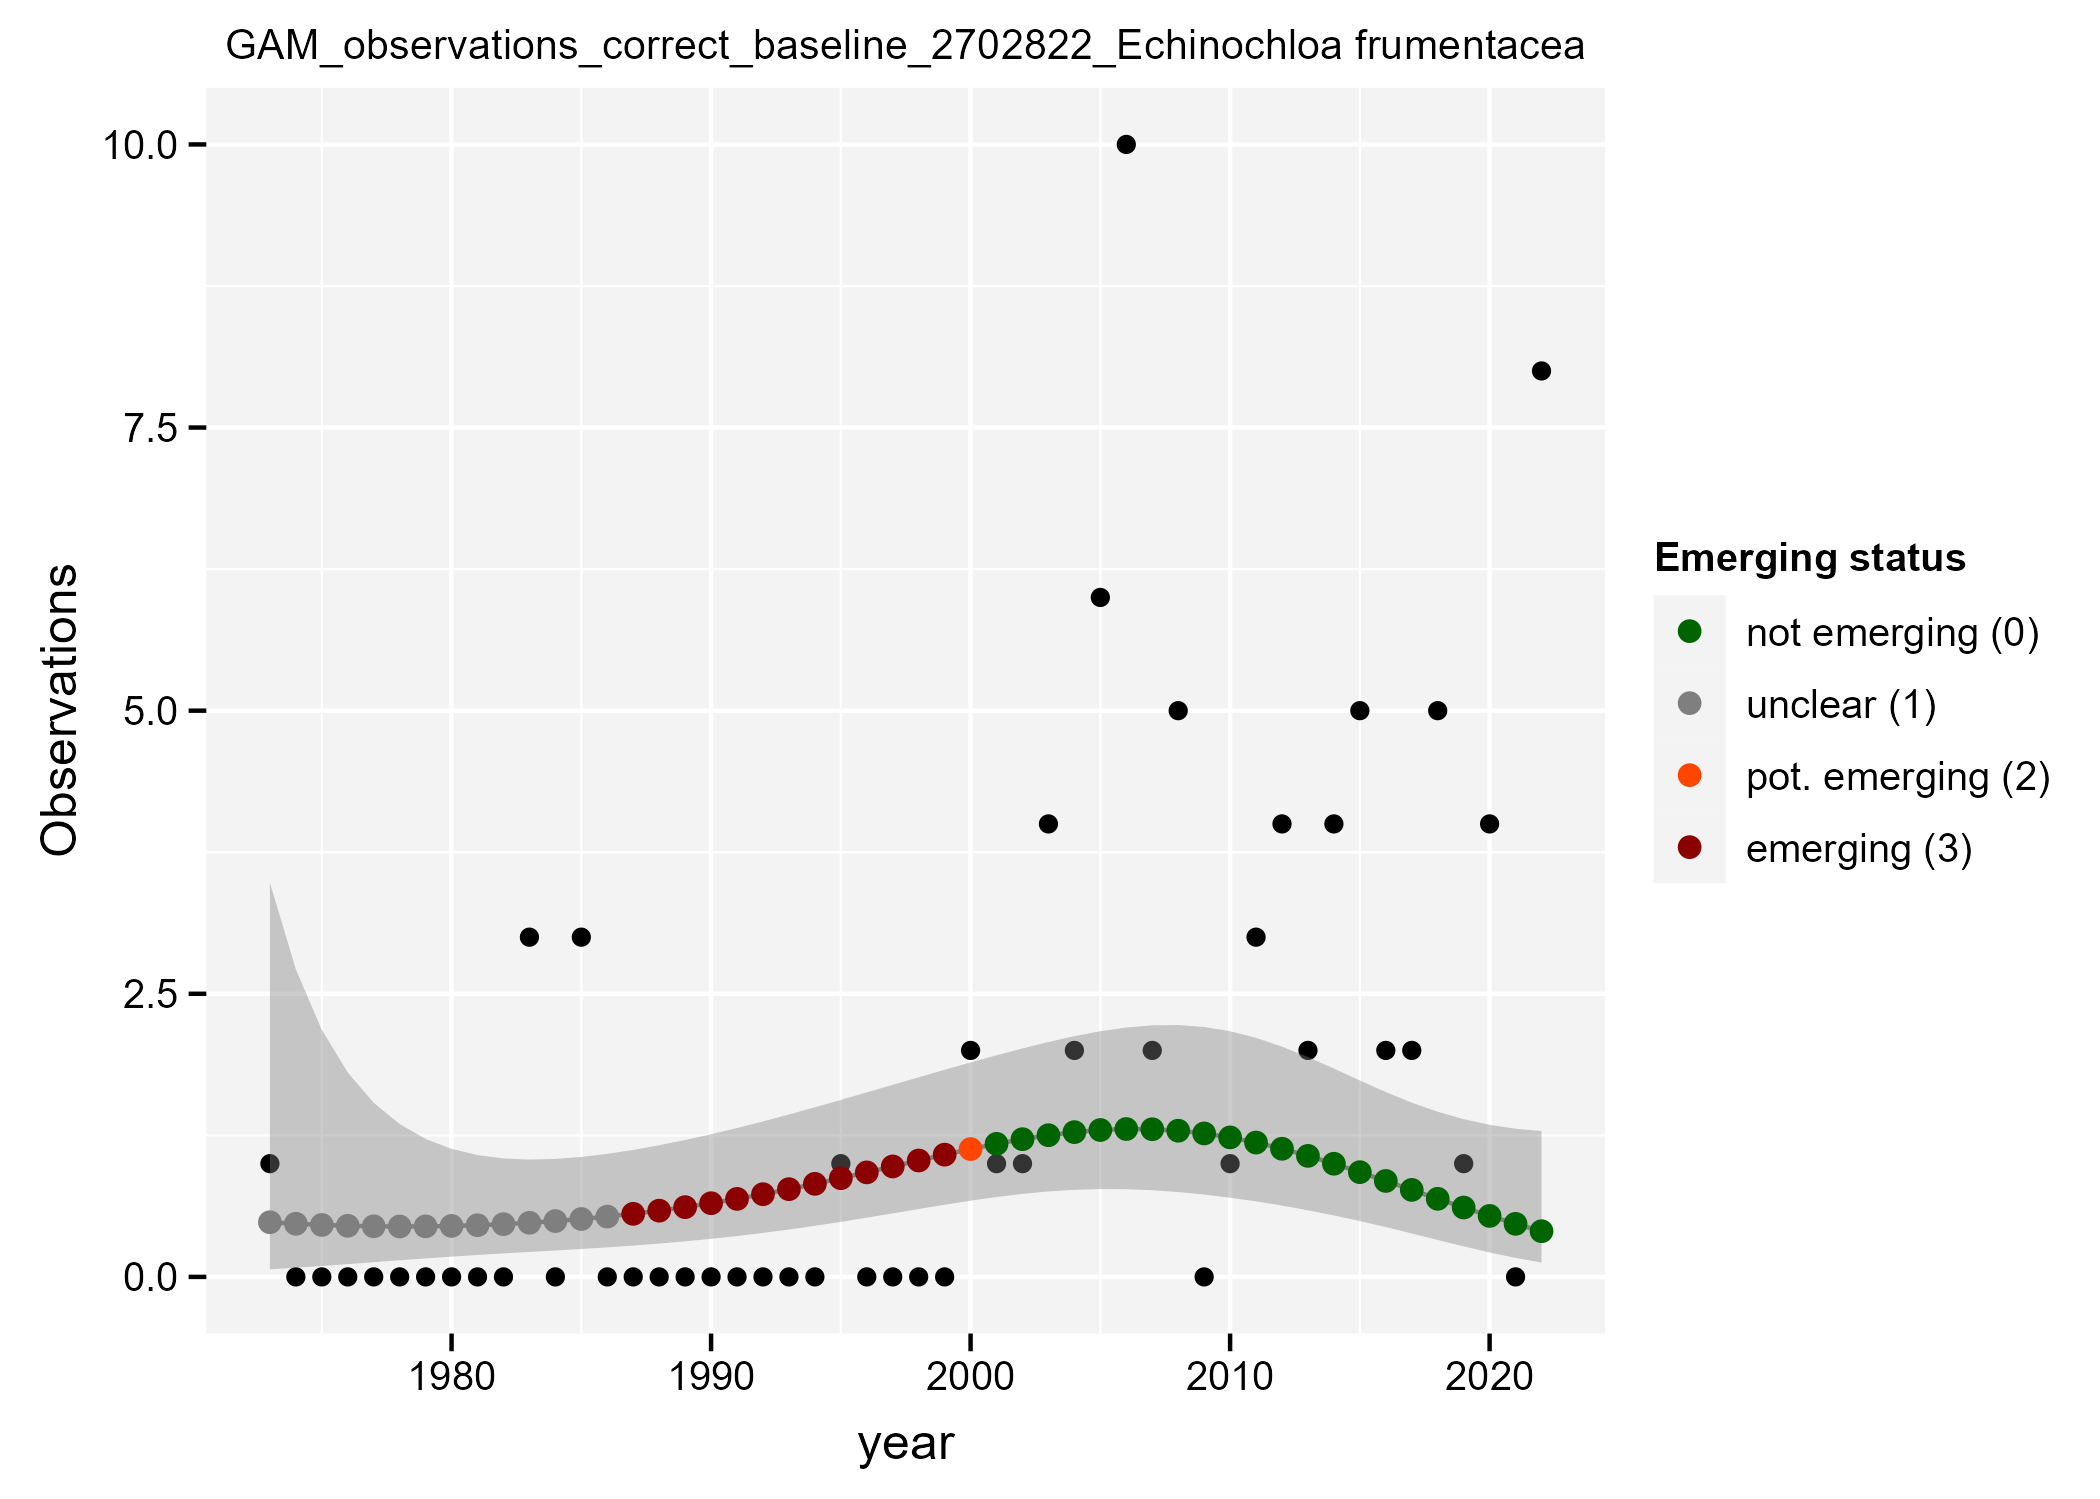 GAM_observations_correct_baseline_2702822_Echinochloa frumentacea
10.0
7.5
5.0
2.5
0.0
Observations
1980
1990
2000
2010
2020
year
Emerging status
not emerging (0)
unclear (1)
pot. emerging (2)
emerging (3)